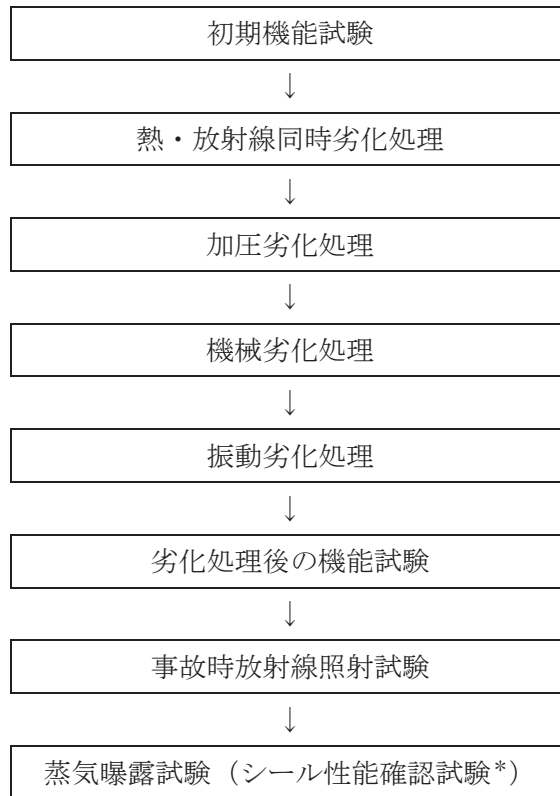 初期機能試験
↓
熱・放射線同時劣化処理
↓
加圧劣化処理
↓
機械劣化処理
↓
振動劣化処理
↓
劣化処理後の機能試験
↓
事故時放射線照射試験
↓
蒸気曝露試験（シール性能確認試験*）